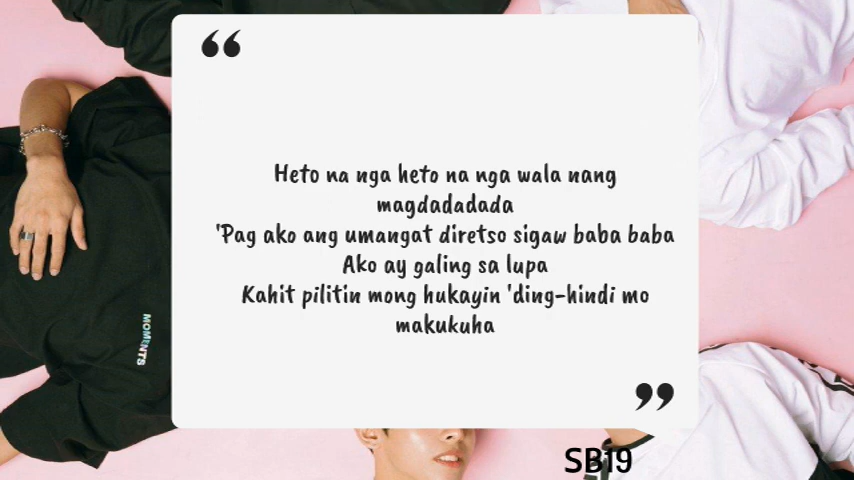 “
Heto na nga heto na nga wala nang
magdadadada
'Pag ako ang umangat diretso sigaw baba baba
Ako ay galing sa lupa
Kahit pilitin mong hukayin 'ding-hindi mo
makukuha
”
MOMENTS
SB19